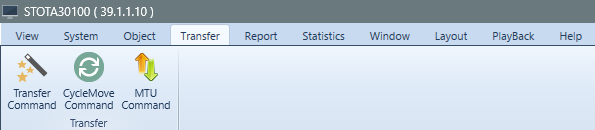 STOTA30100 ( 39.1.1.10 )
View System Object Transfer Report Statistics Window Layout PlayBack Help
Transfer Command CycleMove Command MTU Command
Transfer